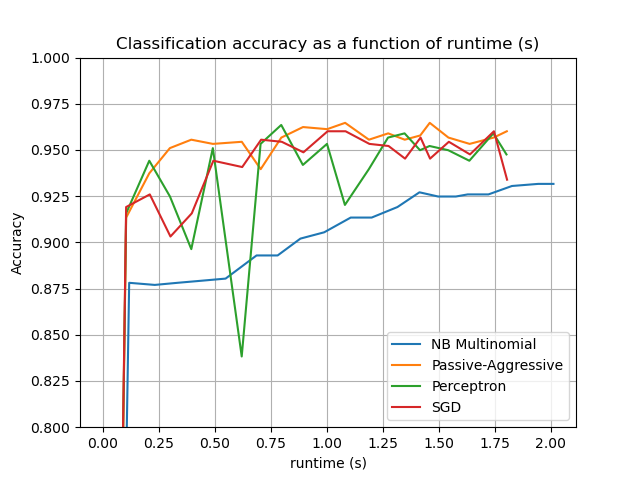 Classification accuracy as a function of runtime (s)
1.000
0.975
0.950
0.925
0.900
0.875
0.850
0.825
0.800
Accuracy
NB Multinomial
Passive-Aggressive
Perceptron
SGD
0.00 0.25 0.50 0.75 1.00 1.25 1.50 1.75 2.00
runtime (s)